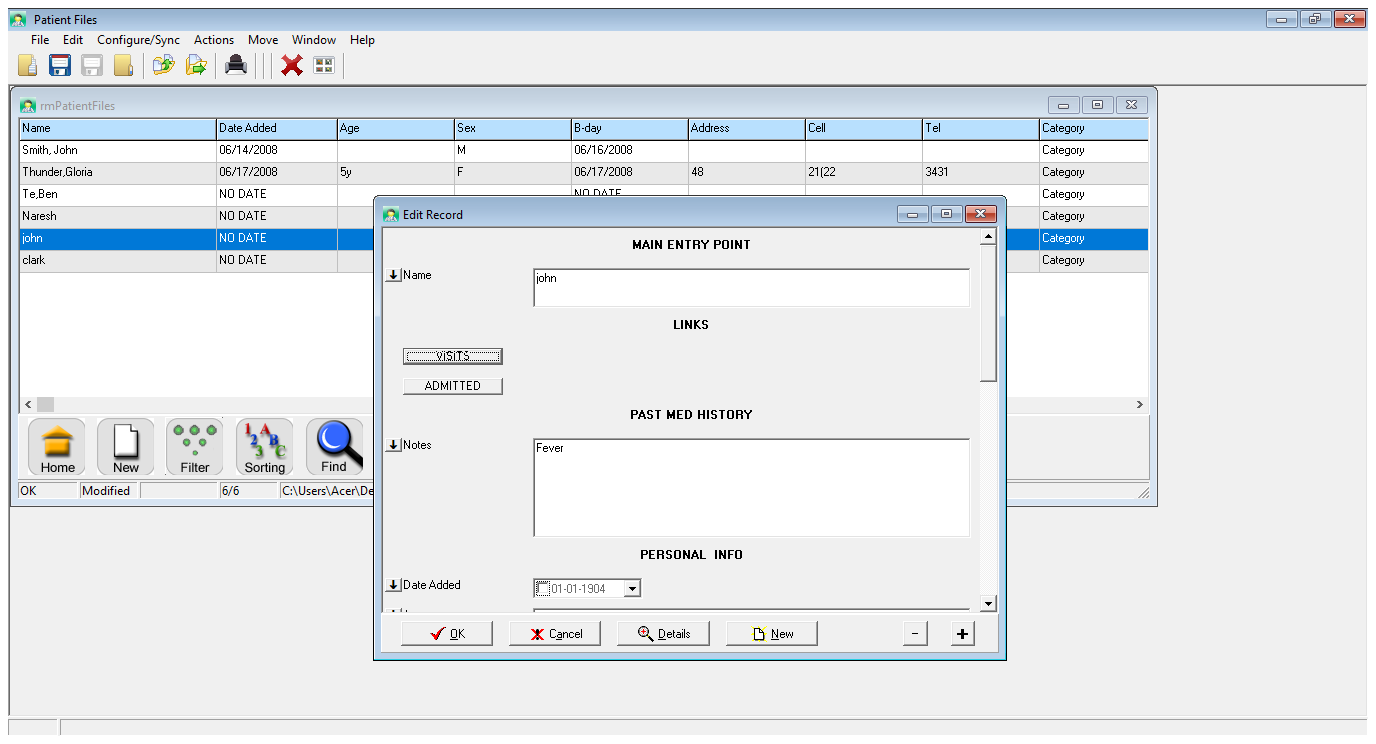 Patient Files
File Edit Configure/Sync Actions Move Window Help
rmPatientFiles
Name Date Added Age Sex B-day Address Cell Tel Category
Smith, John 06/14/2008 M 06/16/2008 Category
Thunder,Gloria 06/17/2008 5y F 06/17/2008 48 21(22 3431 Category
Te,Ben NO DATE NO DATE Category
Naresh NO DATE Category
john NO DATE Category
clark NO DATE Category
Home New Filter Sorting Find
OK Modified 6/6 C:\Users\Acer\De
Edit Record
MAIN ENTRY POINT
Name john
LINKS
VISITS
ADMITTED
PAST MED HISTORY
Notes Fever
PERSONAL INFO
Date Added 01-01-1904
OK Cancel Details New - +